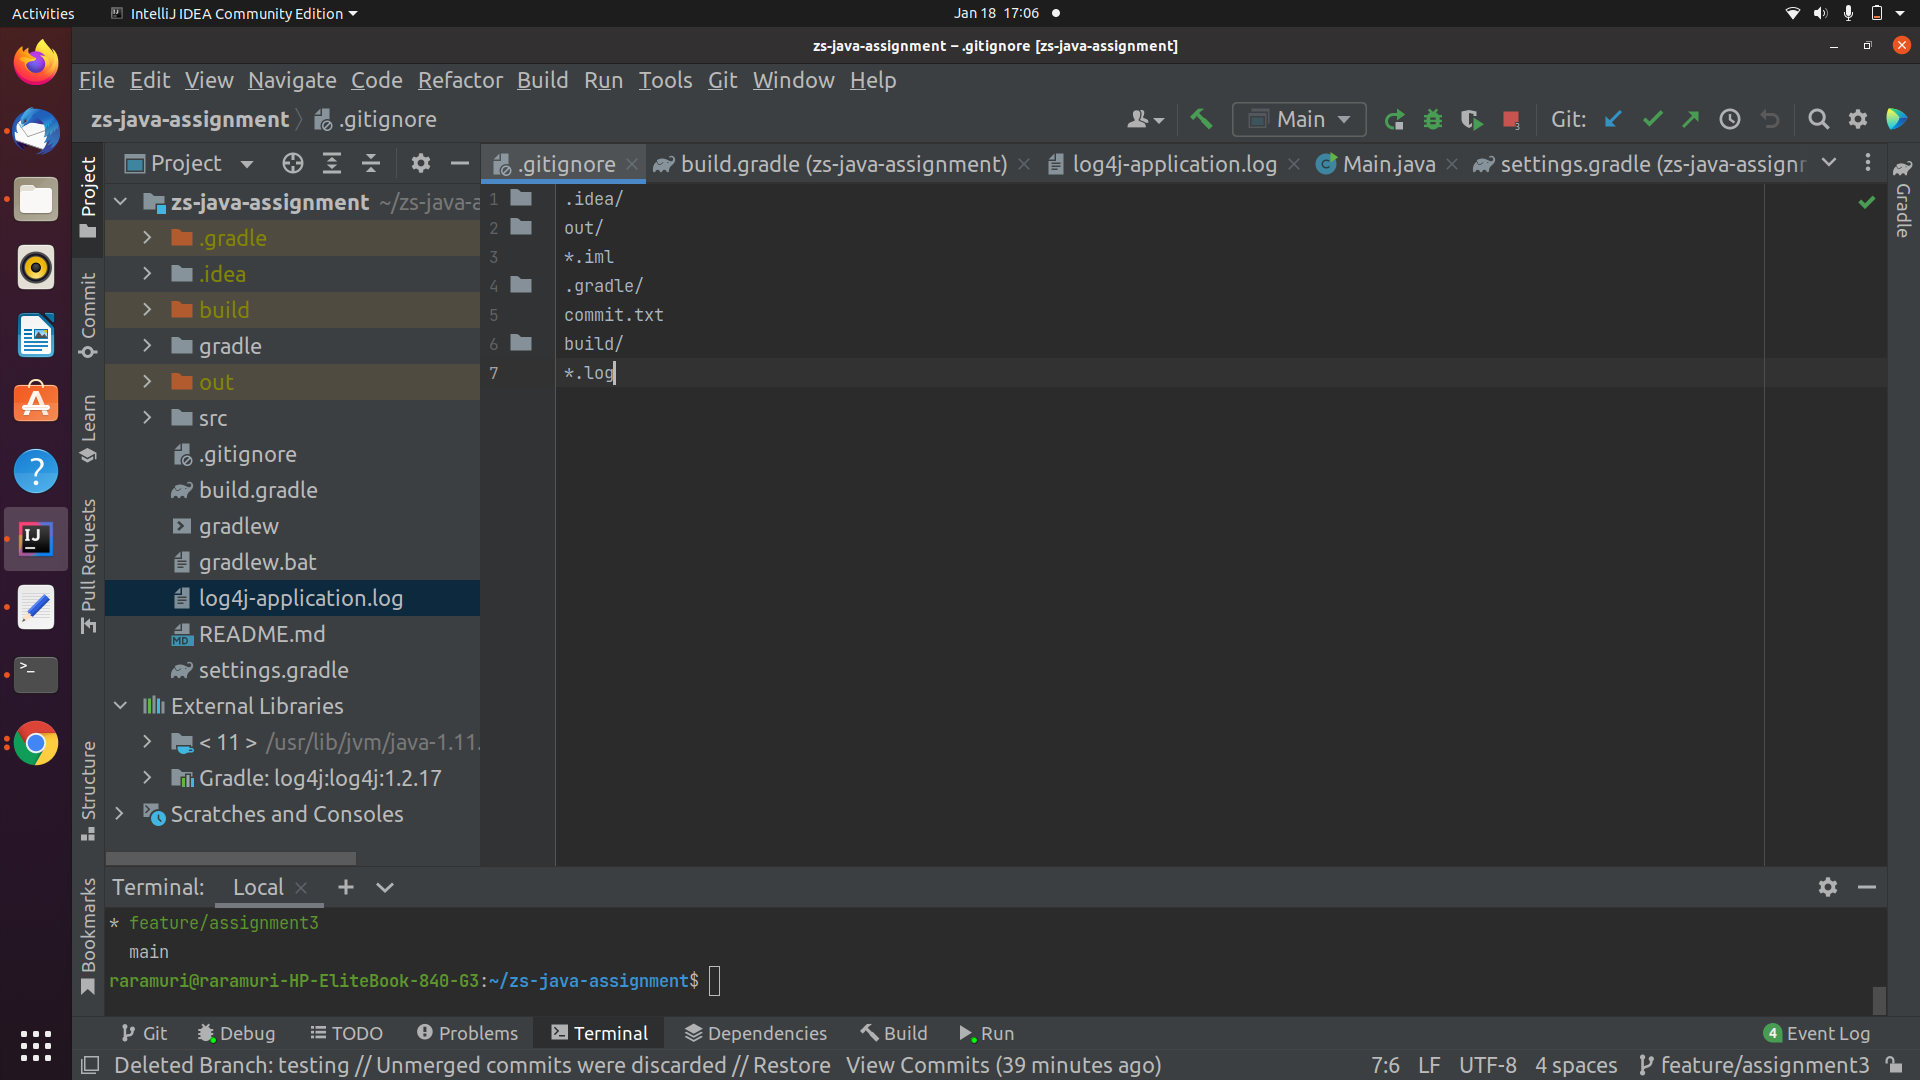 Activities
IntelliJ IDEA Community Edition
Jan 18 17:06
zs-java-assignment – .gitignore [zs-java-assignment]
File Edit View Navigate Code Refactor Build Run Tools Git Window Help
zs-java-assignment
.gitignore
Main
Git:
Project
.gitignore
build.gradle (zs-java-assignment)
log4j-application.log
Main.java
settings.gradle (zs-java-assignr
zs-java-assignment ~/zs-java-a
.gradle
.idea
build
gradle
out
src
.gitignore
build.gradle
gradlew
gradlew.bat
log4j-application.log
README.md
settings.gradle
External Libraries
< 11 > /usr/lib/jvm/java-1.11.
Gradle: log4j:log4j:1.2.17
Scratches and Consoles
1 .idea/
2 out/
3 *.iml
4 .gradle/
5 commit.txt
6 build/
7 *.log
Project
Commit
Learn
Pull Requests
Structure
Bookmarks
Gradle
Terminal: Local
* feature/assignment3
main
raramuri@raramuri-HP-EliteBook-840-G3:~/zs-java-assignment$
Git Debug TODO Problems Terminal Dependencies Build Run
4 Event Log
Deleted Branch: testing // Unmerged commits were discarded // Restore View Commits (39 minutes ago)
7:6 LF UTF-8 4 spaces feature/assignment3